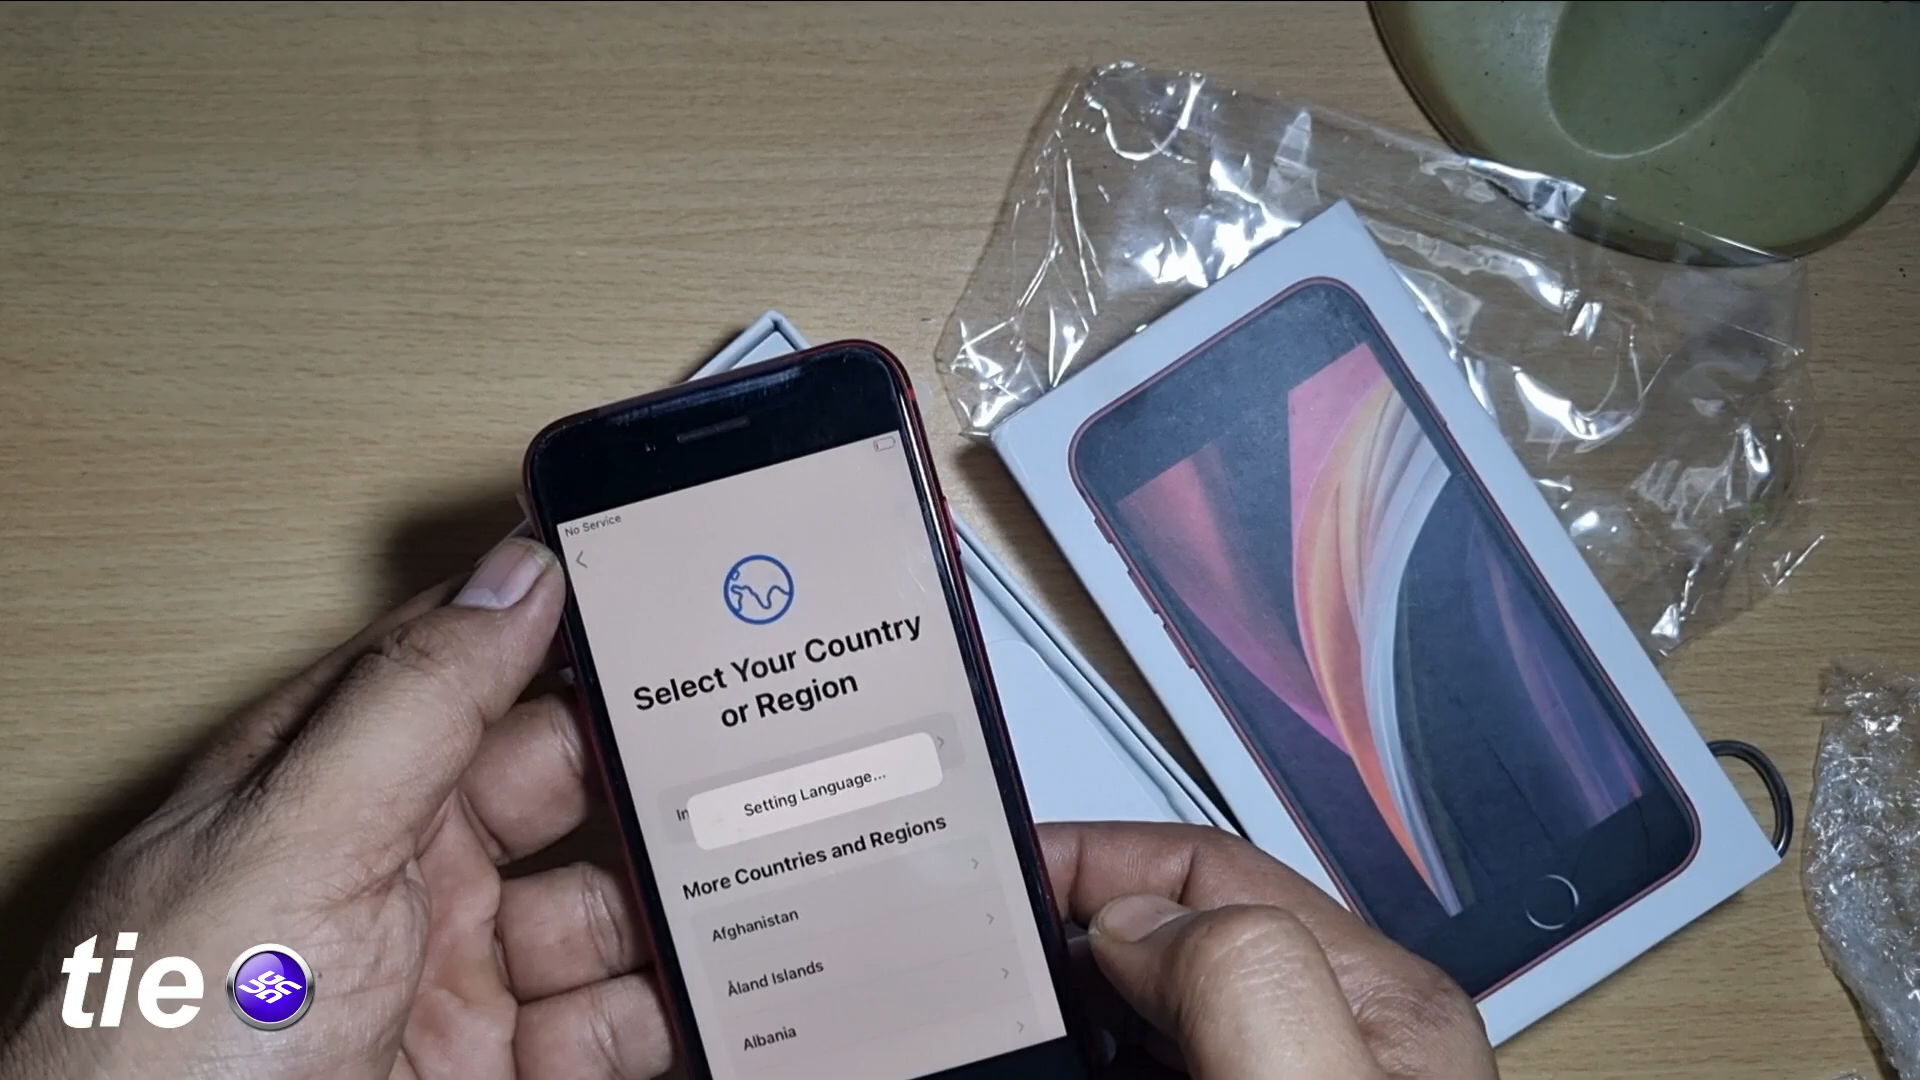 No Service
Select Your Country
or Region
Setting Language...
More Countries and Regions
Afghanistan
Åland Islands
Albania
tie